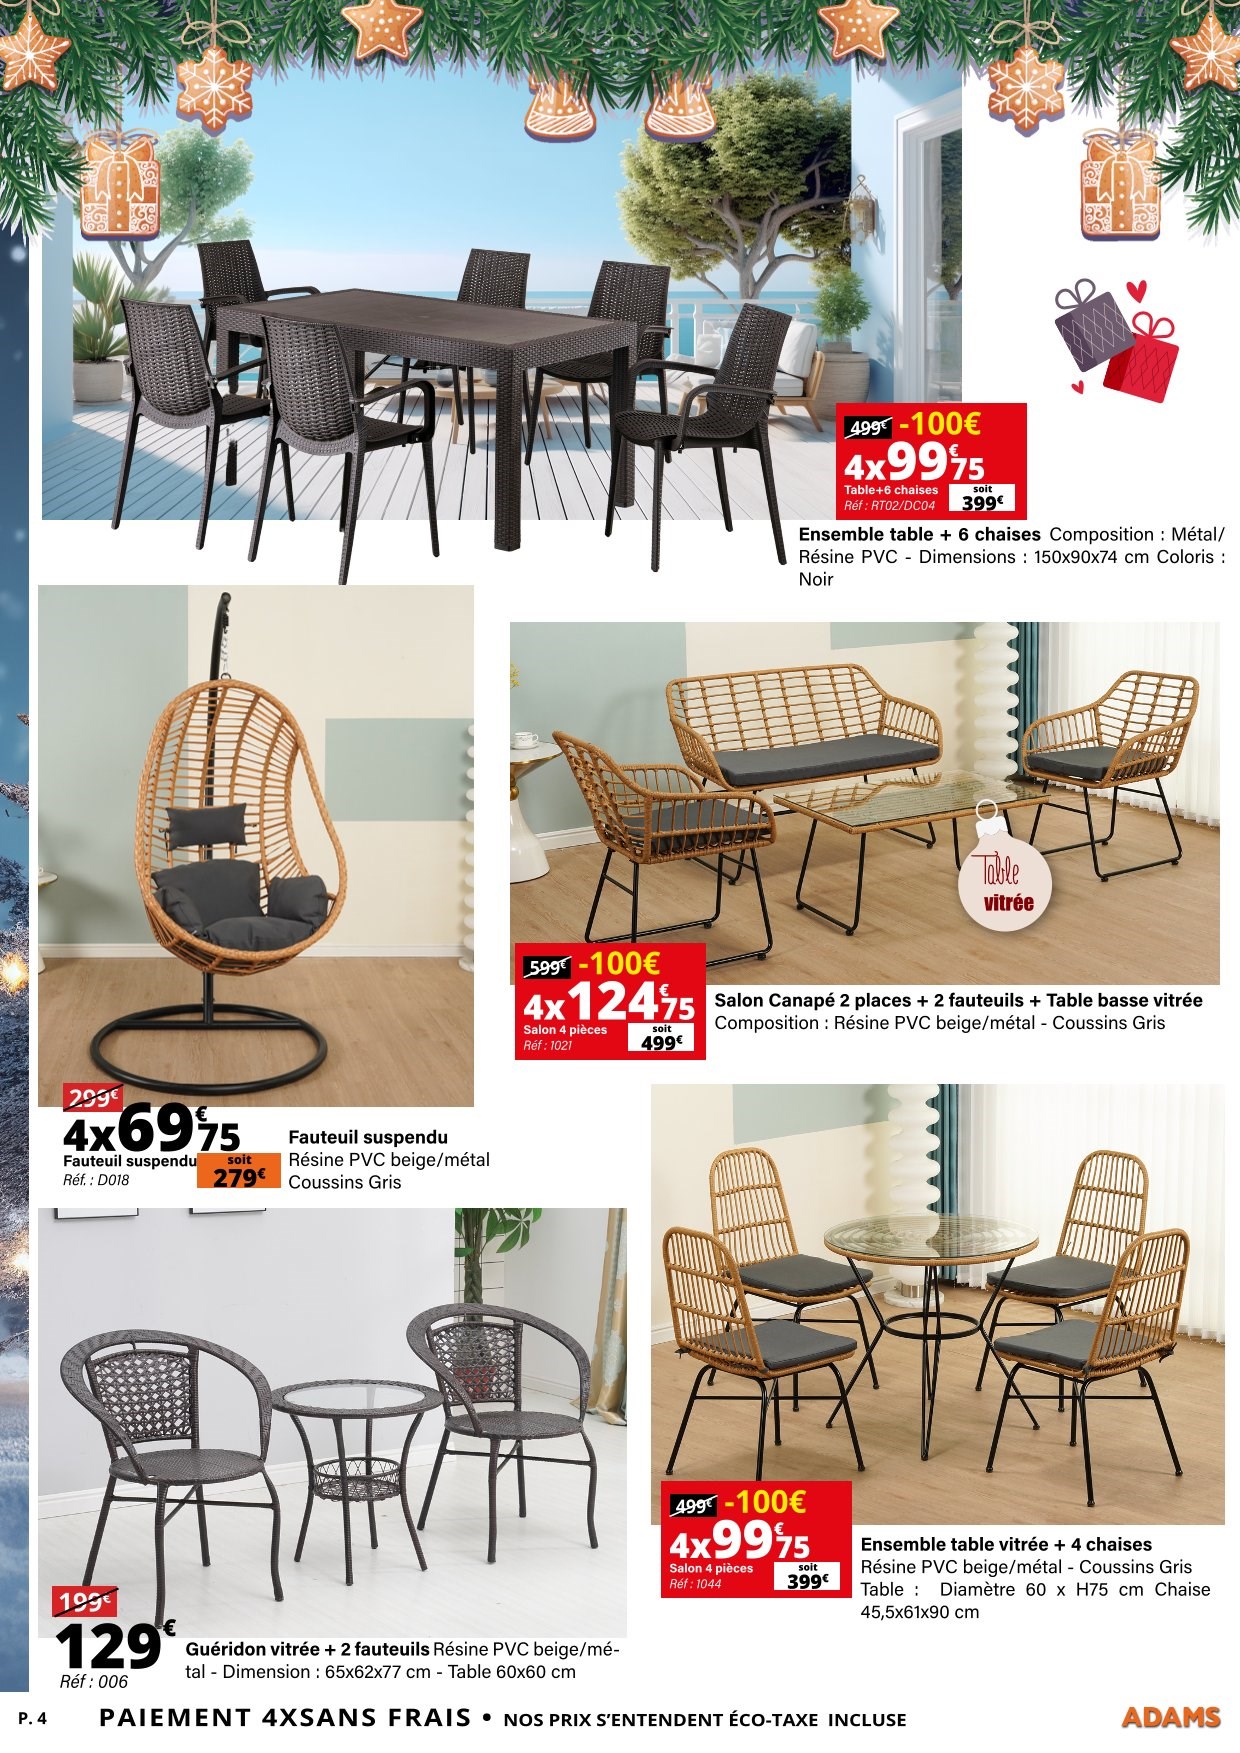 499€ -100€
4x99€75
Table+6 chaises
Réf : RT02/DC04
soit
399€
Ensemble table + 6 chaises Composition : Métal/
Résine PVC - Dimensions : 150x90x74 cm Coloris :
Noir
Table
vitrée
599€ -100€
4x124€75
Salon 4 pièces
Réf : 1021
soit
499€
Salon Canapé 2 places + 2 fauteuils + Table basse vitrée
Composition : Résine PVC beige/métal - Coussins Gris
299€
4x69€75
Fauteuil suspendu
Réf. : D018
soit
279€
Fauteuil suspendu
Résine PVC beige/métal
Coussins Gris
499€ -100€
4x99€75
Salon 4 pièces
Réf : 1044
soit
399€
Ensemble table vitrée + 4 chaises
Résine PVC beige/métal - Coussins Gris
Table : Diamètre 60 x H75 cm Chaise
45,5x61x90 cm
199€
129€
Réf : 006
Guéridon vitrée + 2 fauteuils Résine PVC beige/mé-
tal - Dimension : 65x62x77 cm - Table 60x60 cm
P. 4
PAIEMENT 4XSANS FRAIS • NOS PRIX S'ENTENDENT ÉCO-TAXE INCLUSE
ADAMS